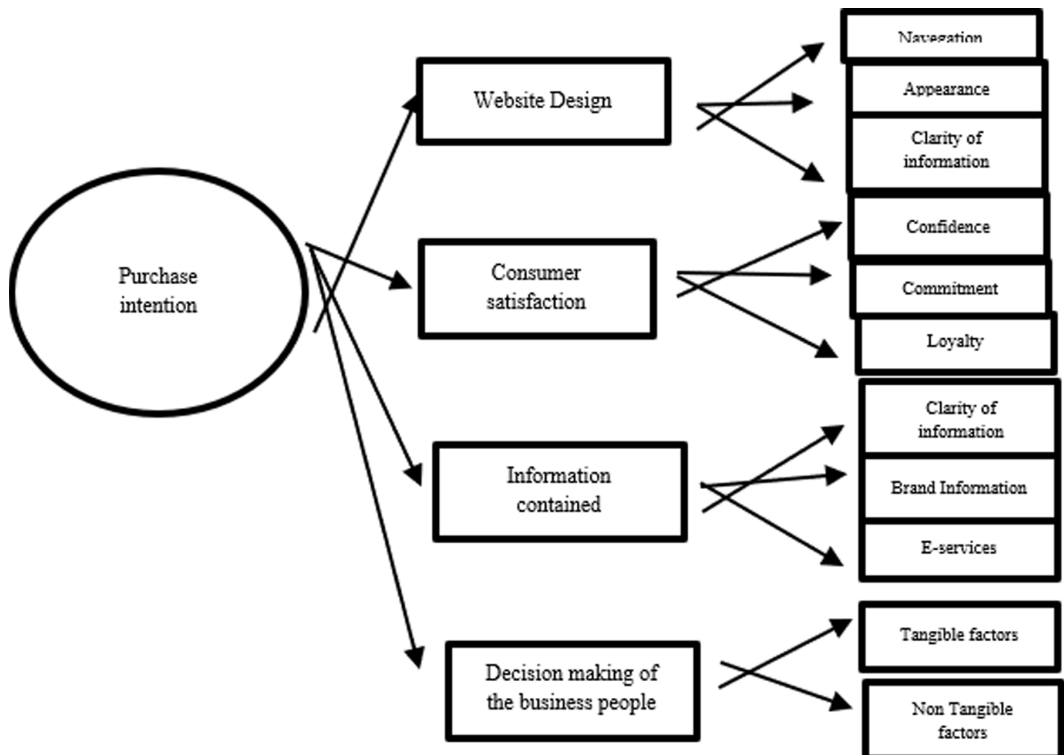 Purchase
intention
Website Design
Navegation
Appearance
Clarity of
information
Consumer
satisfaction
Confidence
Commitment
Loyalty
Information
contained
Clarity of
information
Brand Information
E-services
Decision making of
the business people
Tangible factors
Non Tangible
factors